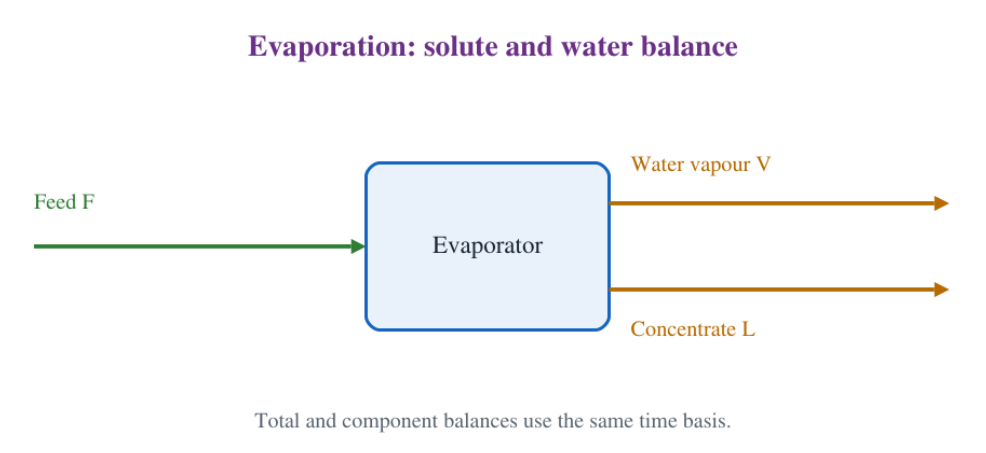 Evaporation: solute and water balance
Water vapour V
Feed F
Evaporator
Concentrate L
Total and component balances use the same time basis.